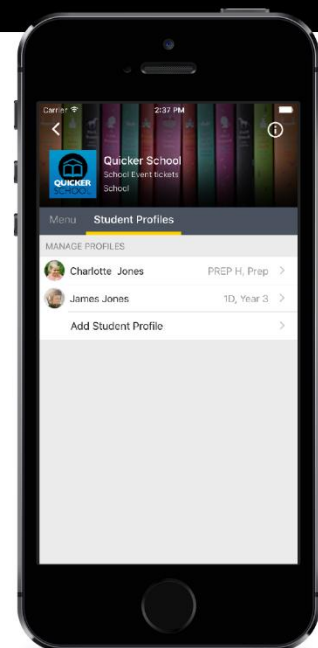 Carrier 2:37 PM
Quicker School
School Event tickets
School
QUICKER
SCHOOL
Menu Student Profiles
MANAGE PROFILES
Charlotte Jones PREP H, Prep
James Jones 1D, Year 3
Add Student Profile